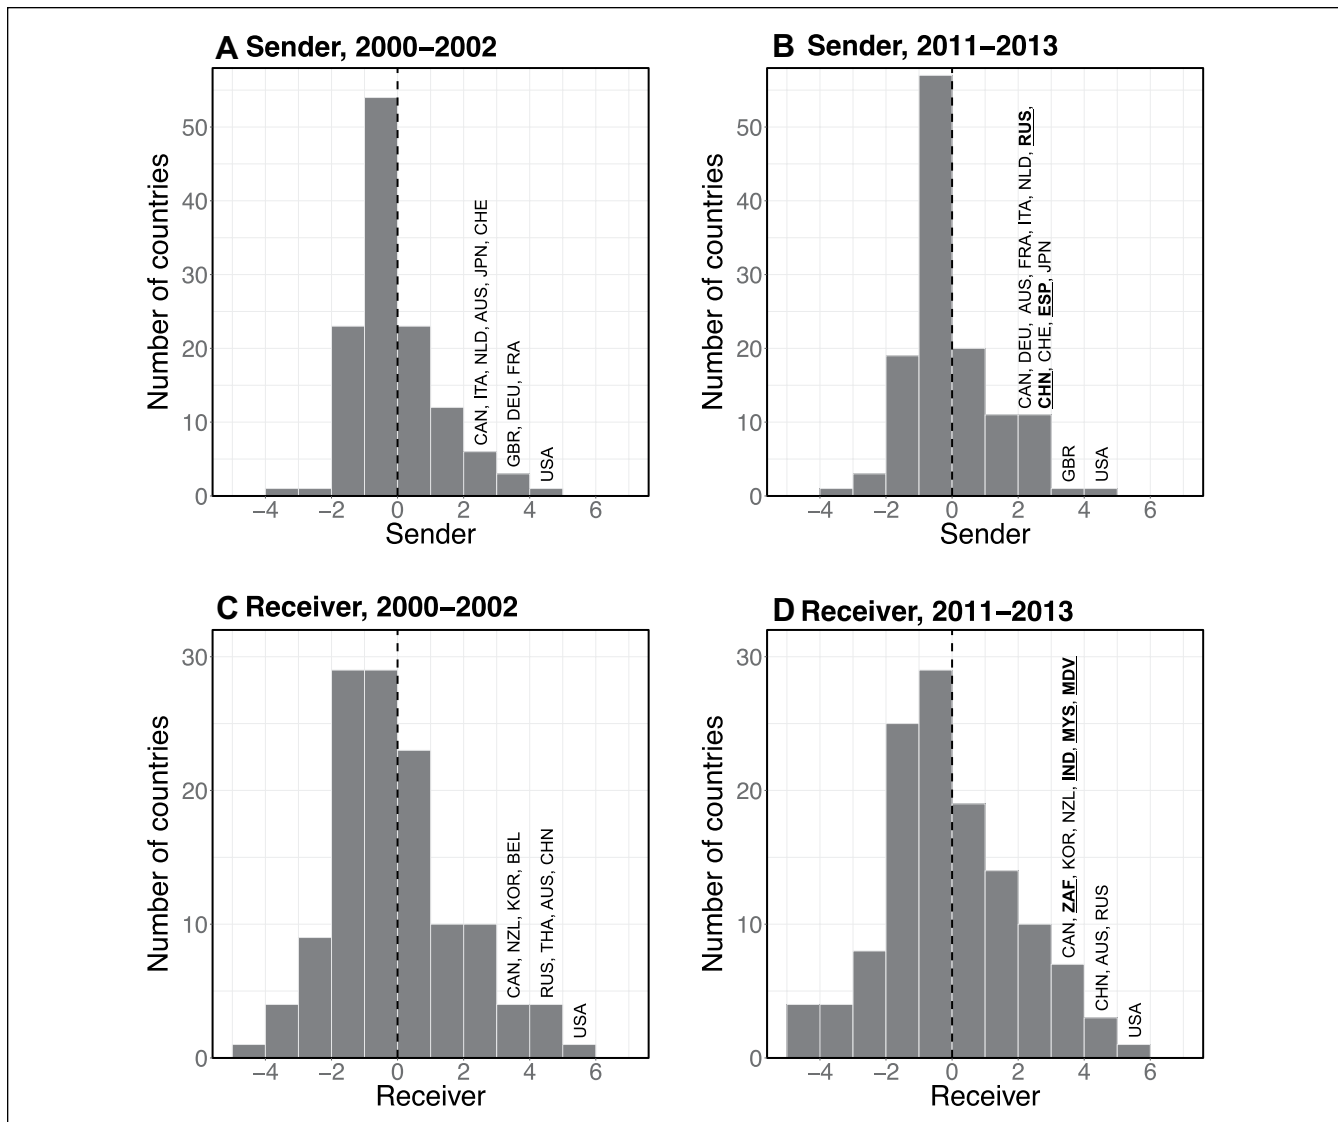 A Sender, 2000–2002
Number of countries
50
40
30
20
10
0
CAN, ITA, NLD, AUS, JPN, CHE
GBR, DEU, FRA
USA
−4 −2 0 2 4 6
Sender
B Sender, 2011–2013
Number of countries
50
40
30
20
10
0
CAN, DEU, AUS, FRA, ITA, NLD, RUS,
CHN, CHE, ESP, JPN
GBR
USA
−4 −2 0 2 4 6
Sender
C Receiver, 2000–2002
Number of countries
30
20
10
0
CAN, NZL, KOR, BEL
RUS, THA, AUS, CHN
USA
−4 −2 0 2 4 6
Receiver
D Receiver, 2011–2013
Number of countries
30
20
10
0
CAN, ZAF, KOR, NZL, IND, MYS, MDV
CHN, AUS, RUS
USA
−4 −2 0 2 4 6
Receiver